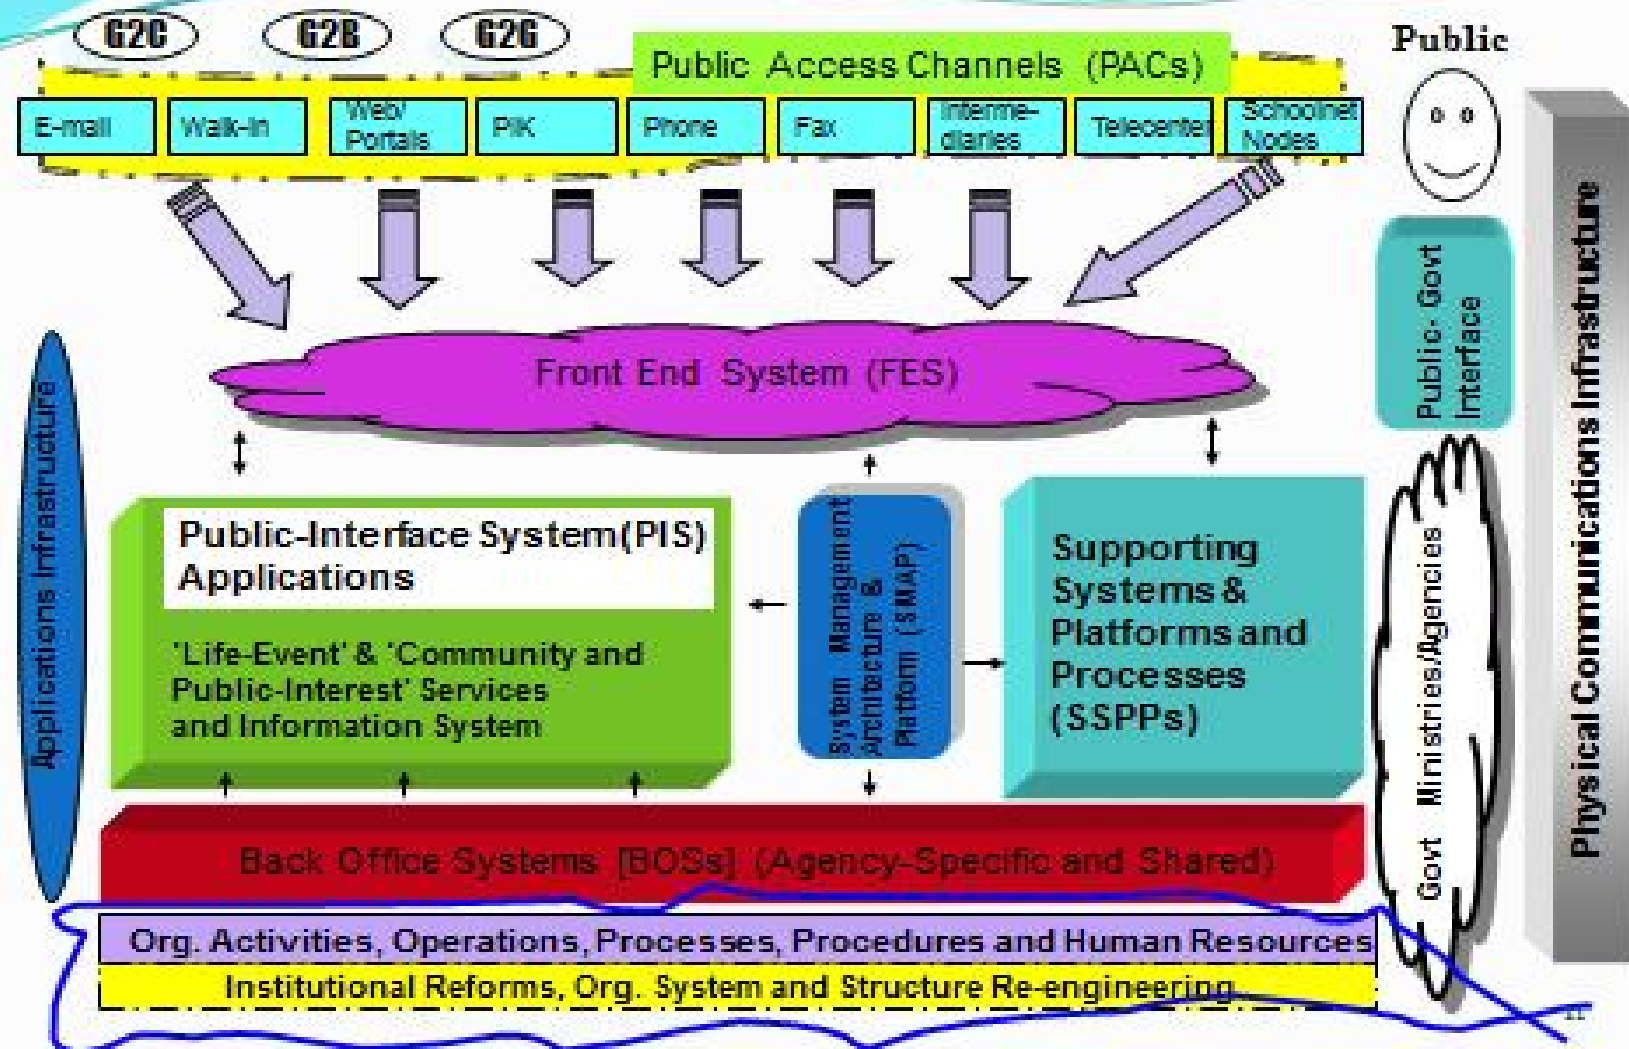 G2C
G2B
G2G
Public Access Channels (PACs)
Public
E-mail
Walk-In
Web/
Portals
PIK
Phone
Fax
Interme-
diaries
Telecenter
Schoolnet
Nodes
Front End System (FES)
Public- Govt
Interface
Physical Communications Infrastructure
Applications Infrastructure
Public-Interface System(PIS)
Applications
'Life-Event' & 'Community and
Public-Interest' Services
and Information System
System Management
Architecture &
Platform (SMAP)
Supporting
Systems &
Platforms and
Processes
(SSPPs)
Govt Ministries/Agencies
Back Office Systems [BOSs] (Agency-Specific and Shared)
Org. Activities, Operations, Processes, Procedures and Human Resources
Institutional Reforms, Org. System and Structure Re-engineering